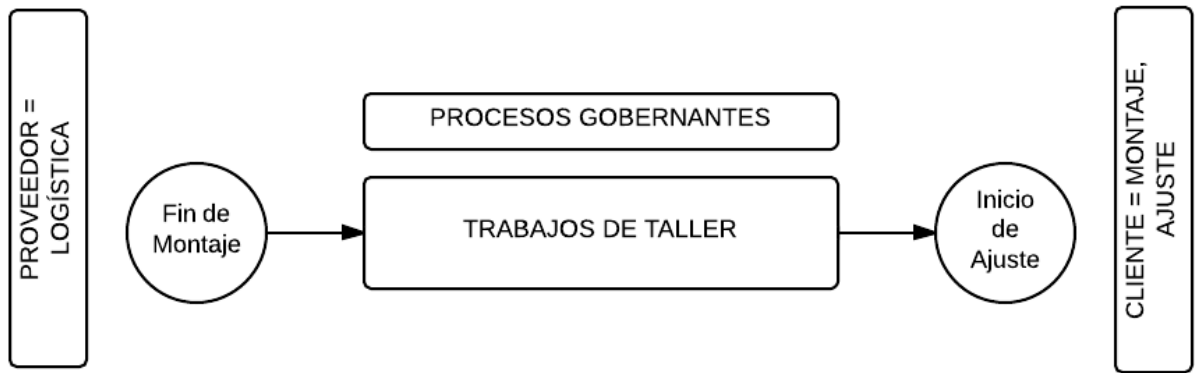 PROVEEDOR =
LOGÍSTICA
Fin de
Montaje
PROCESOS GOBERNANTES
TRABAJOS DE TALLER
Inicio
de
Ajuste
CLIENTE = MONTAJE,
AJUSTE